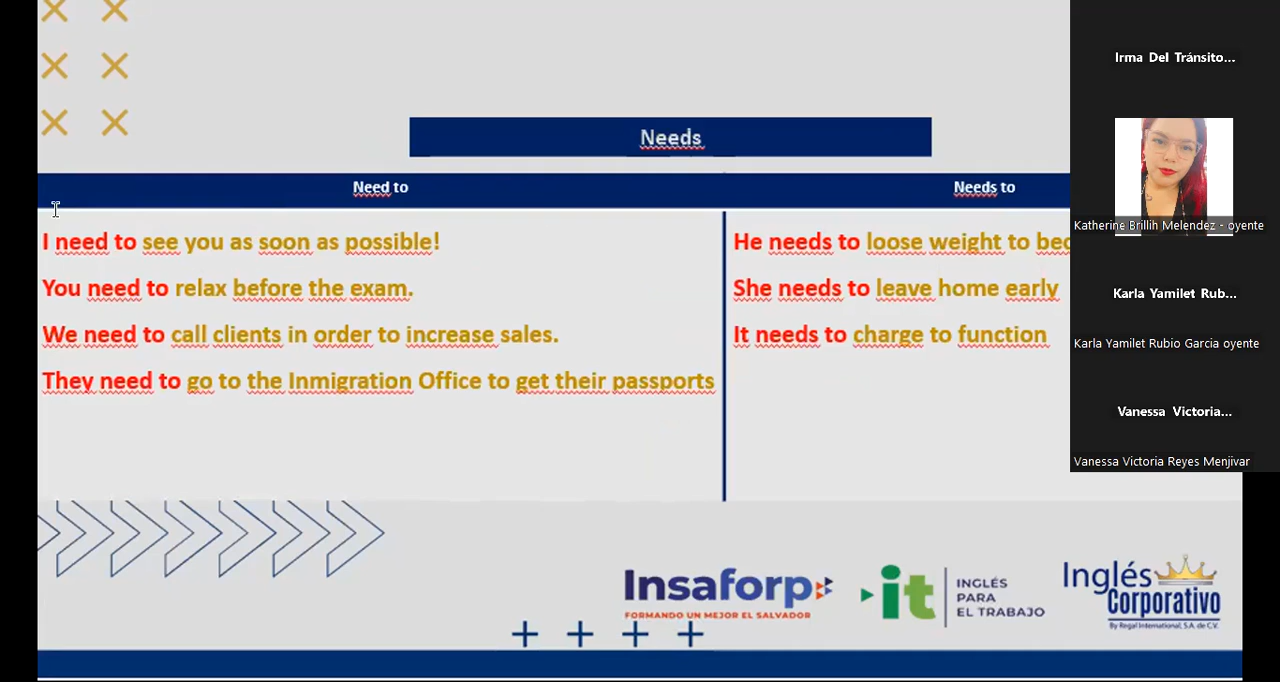 Needs
Need to
Needs to
I need to see you as soon as possible!
You need to relax before the exam.
We need to call clients in order to increase sales.
They need to go to the Inmigration Office to get their passports
He needs to loose weight to bec
She needs to leave home early
It needs to charge to function
Irma Del Tránsito...
Katherine Brillih Melendez - oyente
Karla Yamilet Rub...
Karla Yamilet Rubio Garcia oyente
Vanessa Victoria...
Vanessa Victoria Reyes Menjivar
Insaforp
FORMANDO UN MEJOR EL SALVADOR
it
INGLÉS
PARA
EL TRABAJO
Inglés
Corporativo
By Regal International, S.A. de C.V.